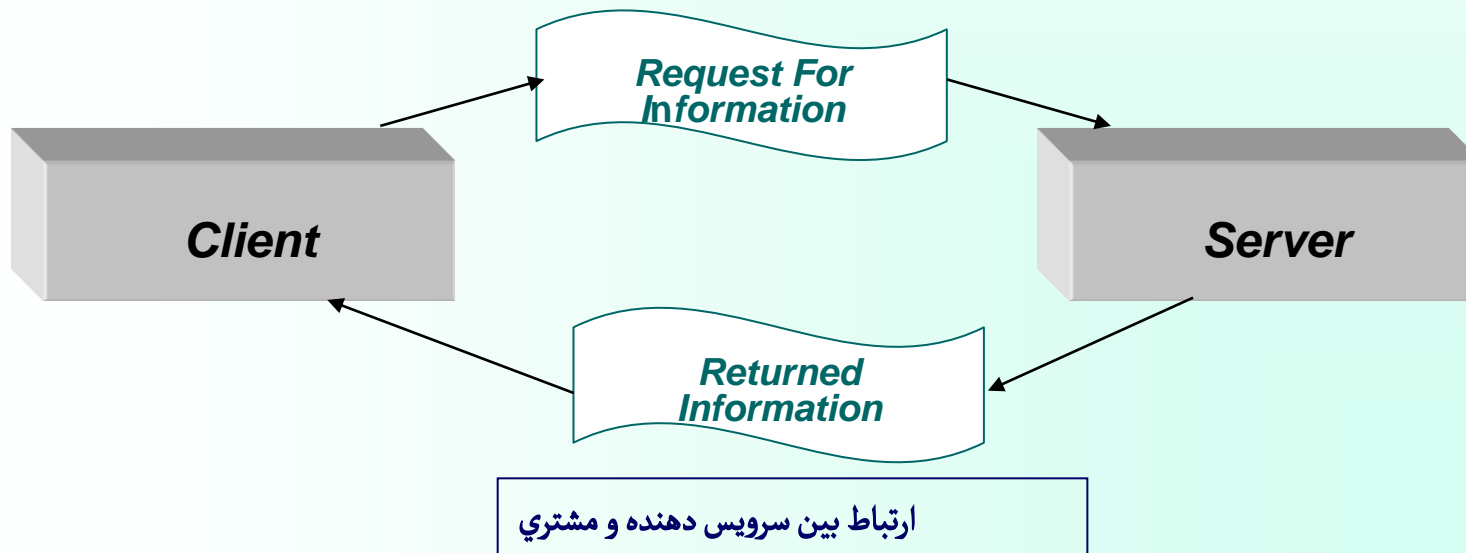 Request For
Information
Client
Server
Returned
Information
ارتباط بين سرويس دهنده و مشتري